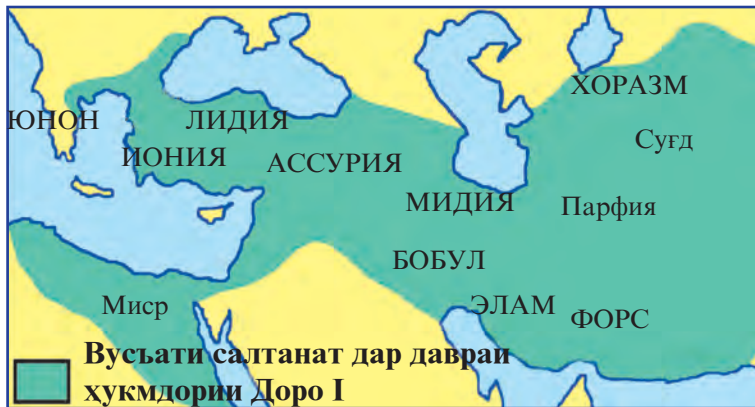 ХОРАЗМ
ЮНОН
ЛИДИЯ
Суғд
ИОНИЯ
АССУРИЯ
МИДИЯ
Парфия
БОБУЛ
Миср
ЭЛАМ
ФОРС
Вусъати салтанат дар давраи
ҳукмдории Доро I